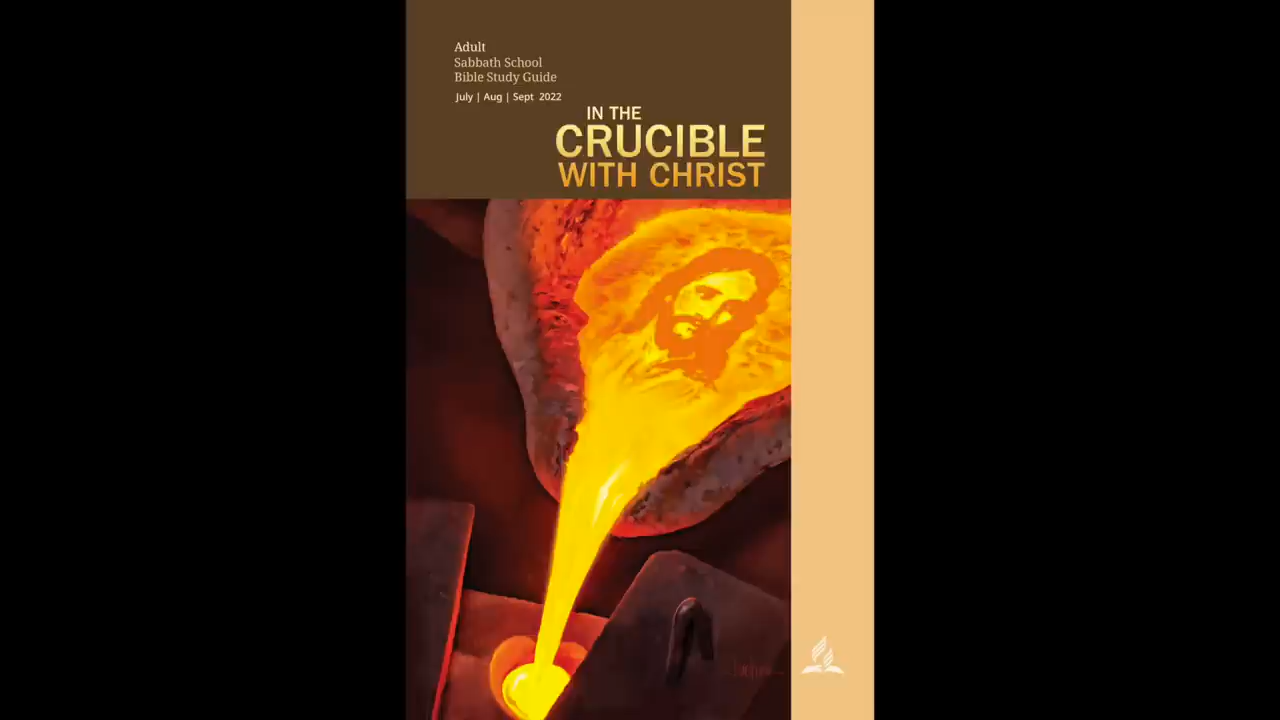 Adult
Sabbath School
Bible Study Guide
July | Aug | Sept 2022
IN THE
CRUCIBLE
WITH CHRIST